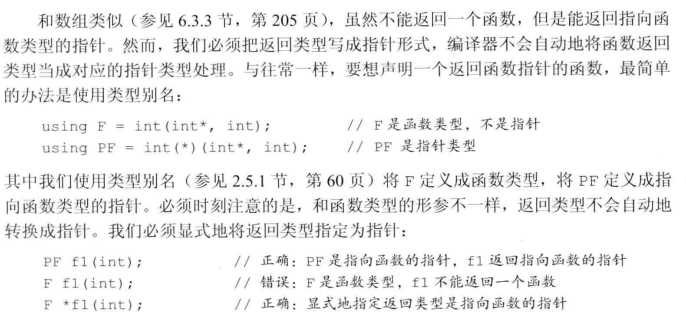 和数组类似（参见 6.3.3 节，第 205 页），虽然不能返回一个函数，但是能返回指向函
数类型的指针。然而，我们必须把返回类型写成指针形式，编译器不会自动地将函数返回
类型当成对应的指针类型处理。与往常一样，要想声明一个返回函数指针的函数，最简单
的办法是使用类型别名：
using F = int(int*, int); // F 是函数类型，不是指针
using PF = int(*)(int*, int); // PF 是指针类型
其中我们使用类型别名（参见 2.5.1 节，第 60 页）将 F 定义成函数类型，将 PF 定义成指
向函数类型的指针。必须时刻注意的是，和函数类型的形参不一样，返回类型不会自动地
转换成指针。我们必须显式地将返回类型指定为指针：
PF f1(int); // 正确：PF 是指向函数的指针，f1 返回指向函数的指针
F f1(int); // 错误：F 是函数类型，f1 不能返回一个函数
F *f1(int); // 正确：显式地指定返回类型是指向函数的指针